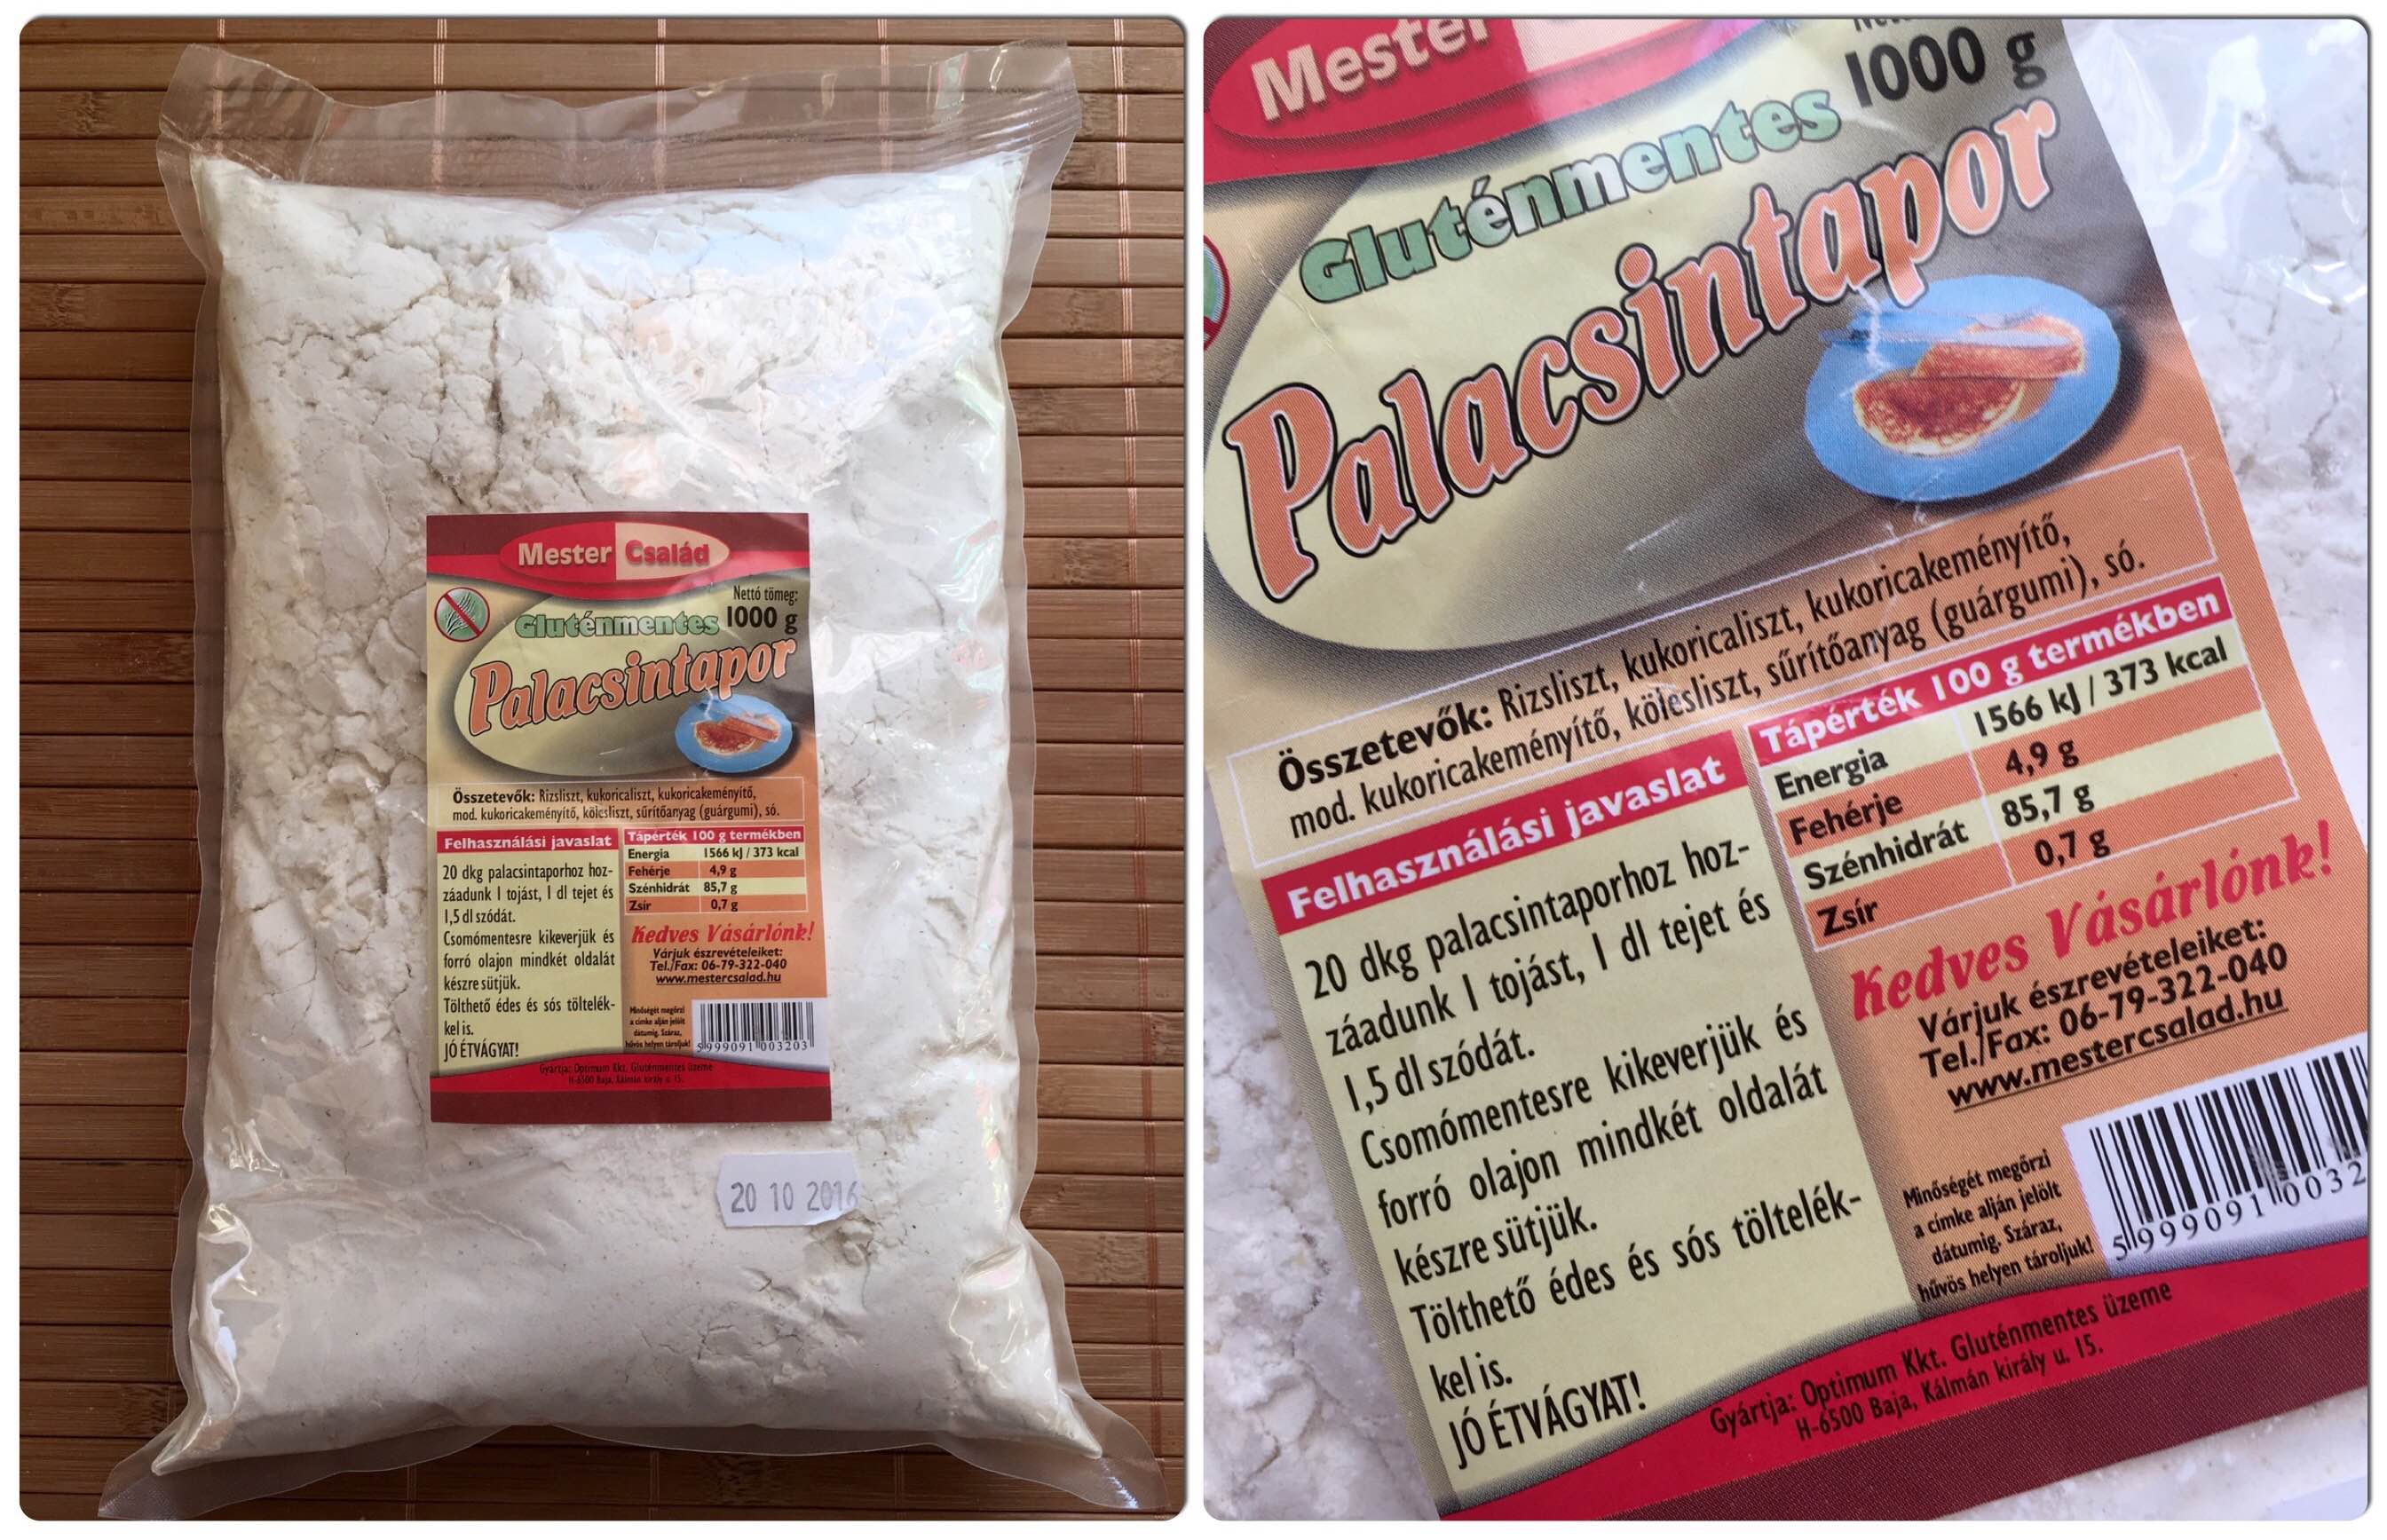 Mester Család
Nettó tömeg:
Gluténmentes 1000 g
Palacsintapor
Összetevők: Rizsliszt, kukoricaliszt, kukoricakeményítő,
mod. kukoricakeményítő, kölesliszt, sűrítőanyag (guárgumi), só.
Felhasználási javaslat
20 dkg palacsintaporhoz hoz-
záadunk 1 tojást, 1 dl tejet és
1,5 dl szódát.
Csomómentesre kikeverjük és
forró olajon mindkét oldalát
készre sütjük.
Tölthető édes és sós töltelék-
kel is.
JÓ ÉTVÁGYAT!
Tápérték 100 g termékben
Energia 1566 kJ / 373 kcal
Fehérje 4,9 g
Szénhidrát 85,7 g
Zsír 0,7 g
Kedves Vásárlónk!
Várjuk észrevételeiket:
Tel./Fax: 06-79-322-040
www.mestercsalad.hu
Minőségét megőrzi
a címke alján jelölt
dátumig. Száraz,
hűvös helyen tároljuk!
5 999091 003203
Gyártja: Optimum Kkt. Gluténmentes üzeme
H-6500 Baja, Kálmán király u. 15.
20 10 2016
Mester
1000 g
Gluténmentes
Palacsintapor
Összetevők: Rizsliszt, kukoricaliszt, kukoricakeményítő,
mod. kukoricakeményítő, kölesliszt, sűrítőanyag (guárgumi), só.
Felhasználási javaslat
20 dkg palacsintaporhoz hoz-
záadunk 1 tojást, 1 dl tejet és
1,5 dl szódát.
Csomómentesre kikeverjük és
forró olajon mindkét oldalát
készre sütjük.
Tölthető édes és sós töltelék-
kel is.
JÓ ÉTVÁGYAT!
Tápérték 100 g termékben
Energia 1566 kJ / 373 kcal
Fehérje 4,9 g
Szénhidrát 85,7 g
Zsír 0,7 g
Kedves Vásárlónk!
Várjuk észrevételeiket:
Tel./Fax: 06-79-322-040
www.mestercsalad.hu
Minőségét megőrzi
a címke alján jelölt
dátumig. Száraz,
hűvös helyen tároljuk!
5 999091 0032
Gyártja: Optimum Kkt. Gluténmentes üzeme
H-6500 Baja, Kálmán király u. 15.